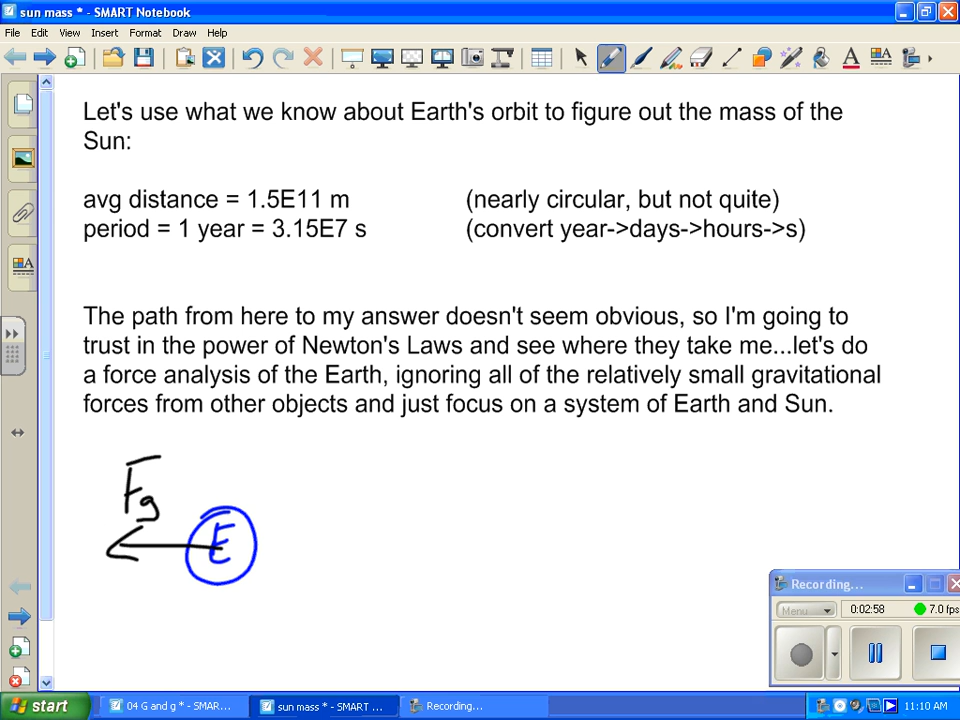 sun mass * - SMART Notebook
File Edit View Insert Format Draw Help
Let's use what we know about Earth's orbit to figure out the mass of the
Sun:
avg distance = 1.5E11 m (nearly circular, but not quite)
period = 1 year = 3.15E7 s (convert year->days->hours->s)
The path from here to my answer doesn't seem obvious, so I'm going to
trust in the power of Newton's Laws and see where they take me...let's do
a force analysis of the Earth, ignoring all of the relatively small gravitational
forces from other objects and just focus on a system of Earth and Sun.
Fg
E
Recording...
Menu 0:02:58 7.0 fps
start 04 G and g * - SMAR... sun mass * - SMART ... Recording... 11:10 AM